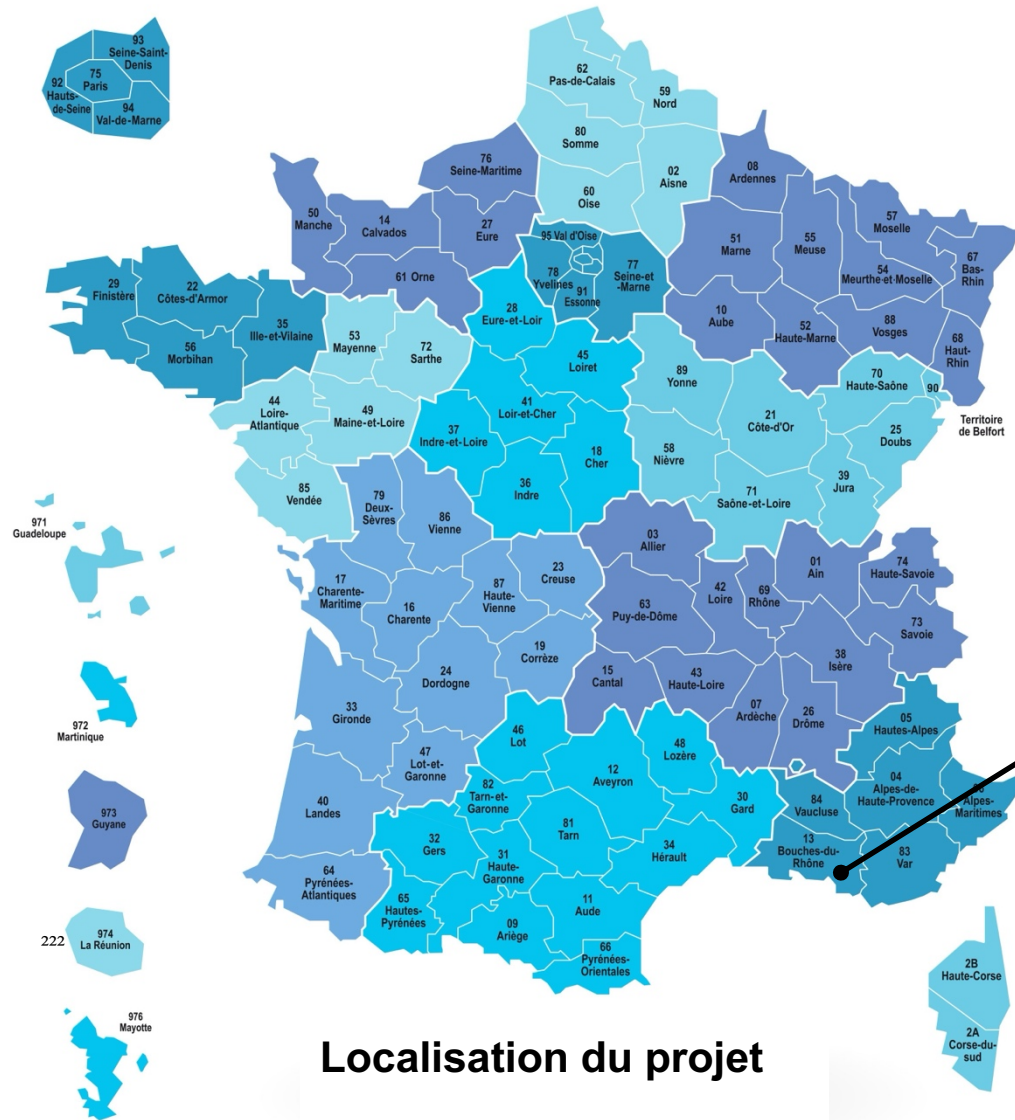 93
Seine-Saint-
Denis
75
Paris
92
Hauts-
de-Seine
94
Val-de-Marne
62
Pas-de-Calais
59
Nord
80
Somme
02
Aisne
60
Oise
76
Seine-Maritime
27
Eure
50
Manche
14
Calvados
61 Orne
08
Ardennes
51
Marne
55
Meuse
57
Moselle
54
Meurthe-et-Moselle
67
Bas-
Rhin
10
Aube
52
Haute-Marne
88
Vosges
68
Haut-
Rhin
95 Val d'Oise
78
Yvelines
91
Essonne
77
Seine-et
-Marne
29
Finistère
22
Côtes-d'Armor
35
Ille-et-Vilaine
56
Morbihan
53
Mayenne
72
Sarthe
44
Loire-
Atlantique
49
Maine-et-Loire
85
Vendée
28
Eure-et-Loir
45
Loiret
41
Loir-et-Cher
37
Indre-et-Loire
18
Cher
36
Indre
89
Yonne
21
Côte-d'Or
58
Nièvre
71
Saône-et-Loire
70
Haute-Saône
90
Territoire
de Belfort
25
Doubs
39
Jura
79
Deux-
Sèvres
86
Vienne
17
Charente-
Maritime
16
Charente
87
Haute-
Vienne
23
Creuse
19
Corrèze
24
Dordogne
33
Gironde
47
Lot-et-
Garonne
40
Landes
64
Pyrénées-
Atlantiques
03
Allier
63
Puy-de-Dôme
42
Loire
69
Rhône
01
Ain
74
Haute-Savoie
73
Savoie
38
Isère
15
Cantal
43
Haute-Loire
07
Ardèche
26
Drôme
46
Lot
12
Aveyron
48
Lozère
30
Gard
82
Tarn-et-
Garonne
81
Tarn
34
Hérault
32
Gers
31
Haute-
Garonne
65
Hautes-
Pyrénées
09
Ariège
11
Aude
66
Pyrénées-
Orientales
05
Hautes-Alpes
04
Alpes-de-
Haute-Provence
Alpes-
Maritimes
84
Vaucluse
13
Bouches-du-
Rhône
83
Var
2B
Haute-Corse
2A
Corse-du-
sud
971
Guadeloupe
972
Martinique
973
Guyane
222
974
La Réunion
976
Mayotte
Localisation du projet